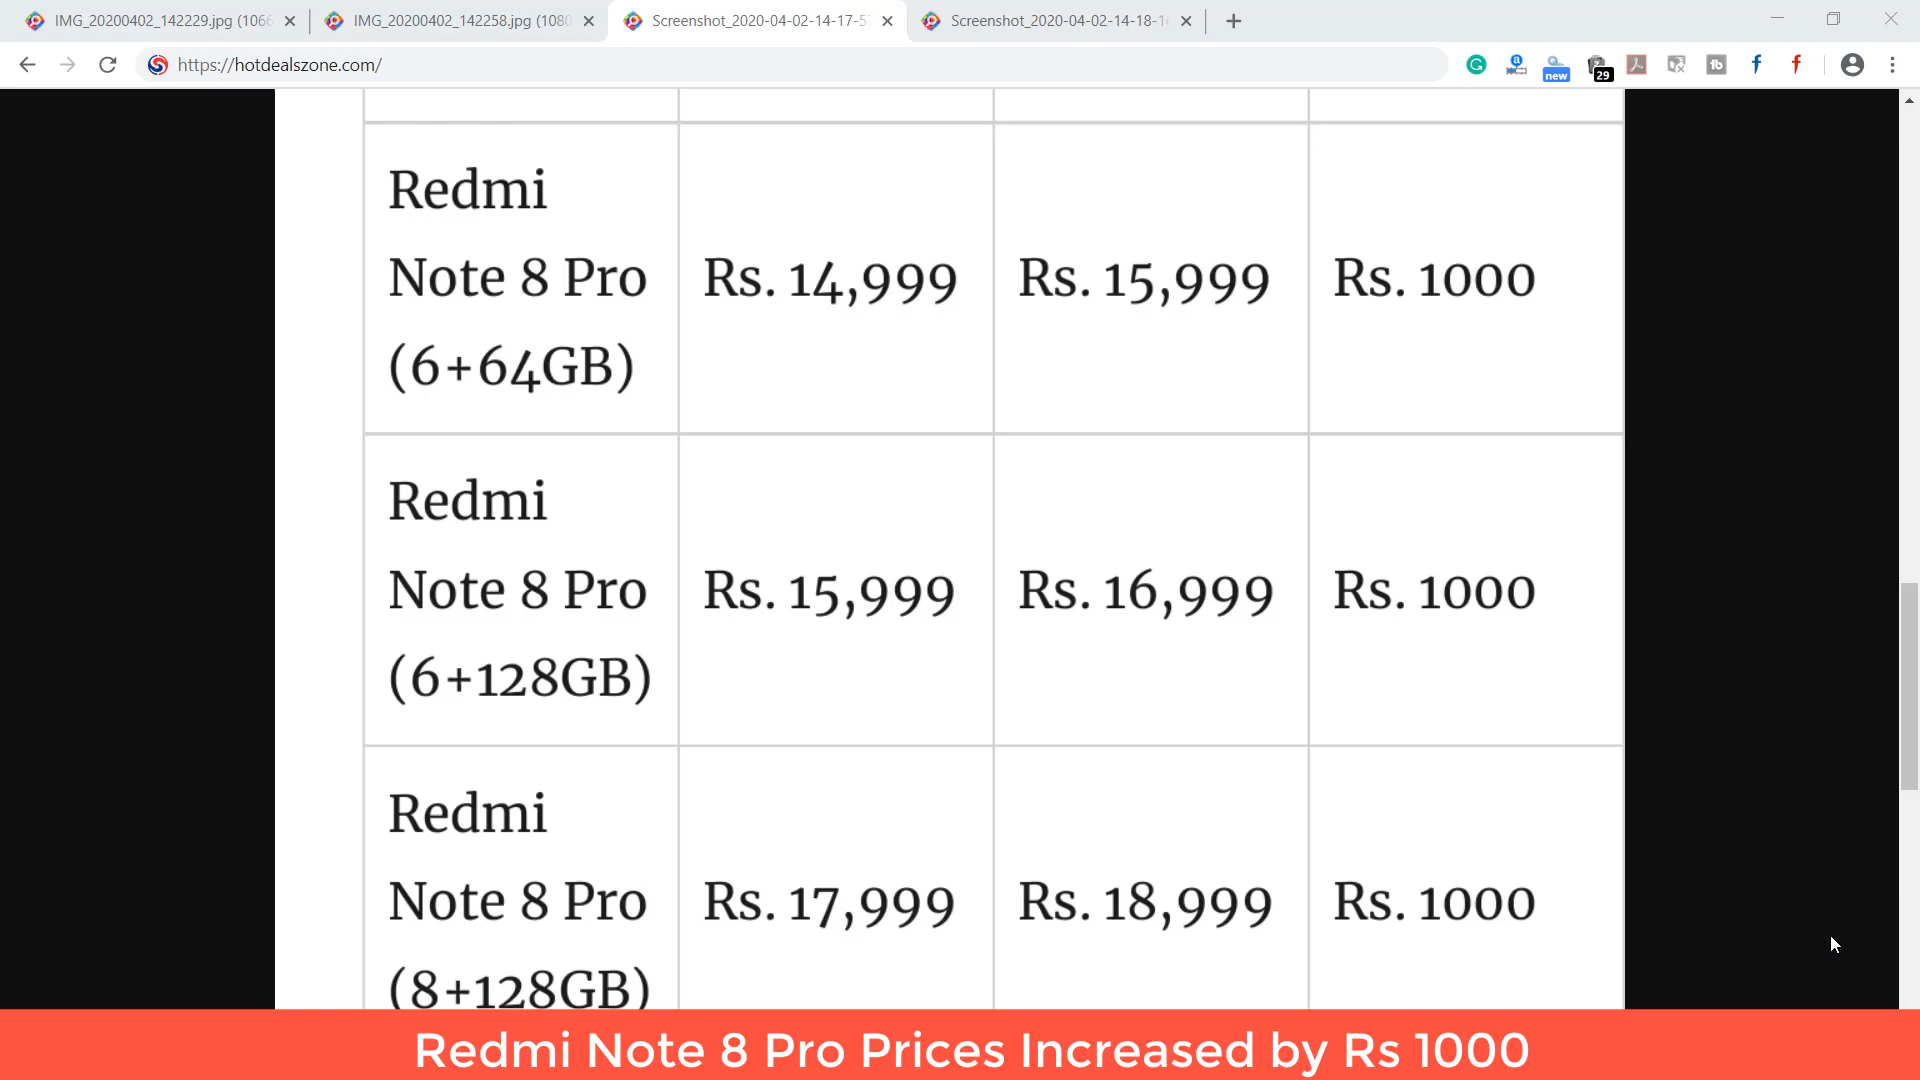 IMG_20200402_142229.jpg (1066
IMG_20200402_142258.jpg (1080
Screenshot_2020-04-02-14-17-5
Screenshot_2020-04-02-14-18-1
https://hotdealszone.com/
new
29
tb
Redmi
Note 8 Pro
(6+64GB)
Rs. 14,999
Rs. 15,999
Rs. 1000
Redmi
Note 8 Pro
(6+128GB)
Rs. 15,999
Rs. 16,999
Rs. 1000
Redmi
Note 8 Pro
(8+128GB)
Rs. 17,999
Rs. 18,999
Rs. 1000
Redmi Note 8 Pro Prices Increased by Rs 1000